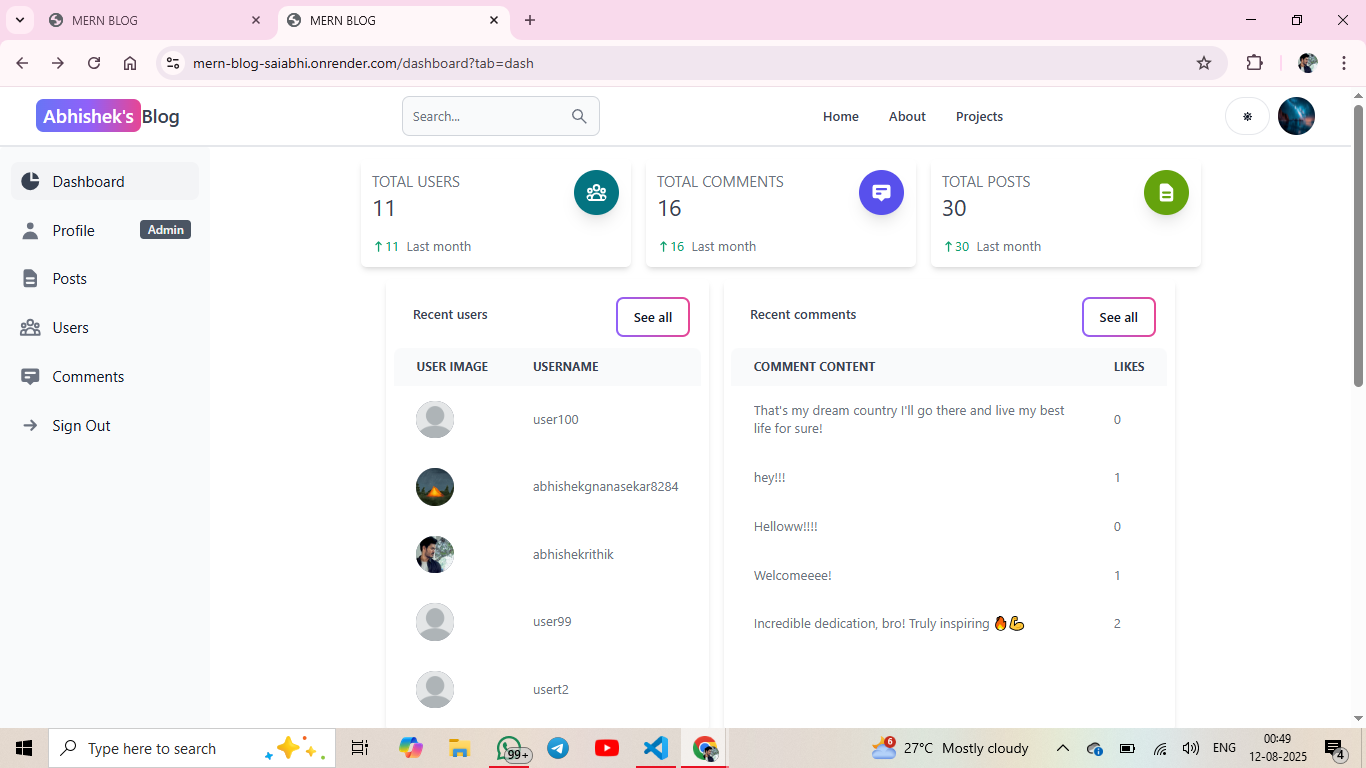 MERN BLOG
MERN BLOG
mern-blog-saiabhi.onrender.com/dashboard?tab=dash
Abhishek's Blog
Search...
Home About Projects
Dashboard
Profile Admin
Posts
Users
Comments
Sign Out
TOTAL USERS
11
11 Last month
TOTAL COMMENTS
16
16 Last month
TOTAL POSTS
30
30 Last month
Recent users See all
USER IMAGE USERNAME
user100
abhishekgnanasekar8284
abhishekrithik
user99
usert2
Recent comments See all
COMMENT CONTENT LIKES
That's my dream country I'll go there and live my best
life for sure! 0
hey!!! 1
Helloww!!!! 0
Welcomeeee! 1
Incredible dedication, bro! Truly inspiring 🔥💪 2
Type here to search
99+
6
27°C Mostly cloudy
ENG
00:49
12-08-2025
4